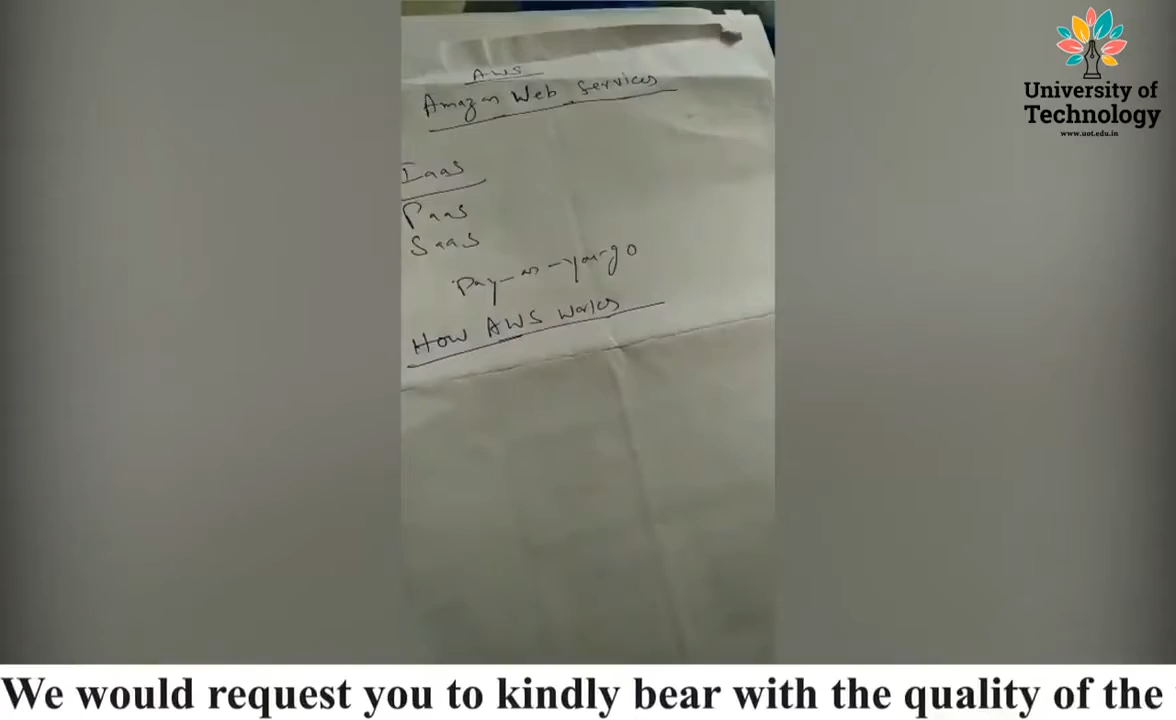 University of
Technology
www.uot.edu.in
AWS
Amazon Web Services
IaaS
PaaS
SaaS
Pay-as-you-go
How AWS Works
We would request you to kindly bear with the quality of the